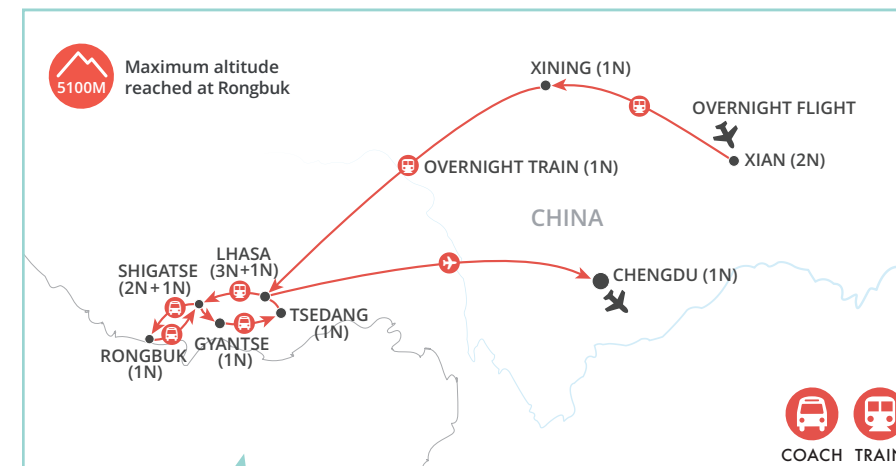 5100M
Maximum altitude
reached at Rongbuk
XINING (1N)
OVERNIGHT FLIGHT
XIAN (2N)
OVERNIGHT TRAIN (1N)
CHINA
LHASA
(3N+1N)
SHIGATSE
(2N+1N)
CHENGDU (1N)
TSEDANG
(1N)
GYANTSE
(1N)
RONGBUK
(1N)
COACH
TRAIN